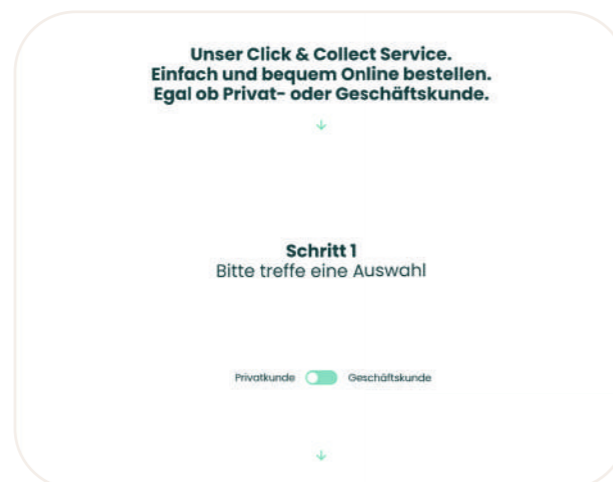 Unser Click & Collect Service.
Einfach und bequem Online bestellen.
Egal ob Privat- oder Geschäftskunde.
Schritt 1
Bitte treffe eine Auswahl
Privatkunde Geschäftskunde